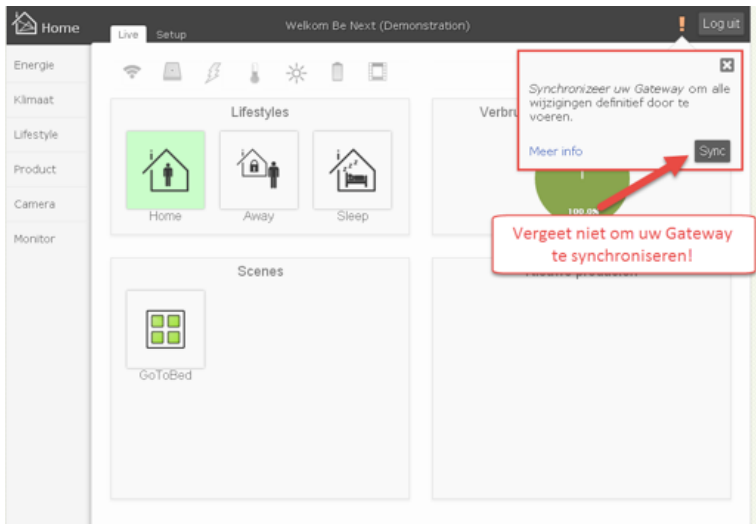 Home
Live
Setup
Welkom Be Next (Demonstration)
!
Log uit
Energie
Klimaat
Lifestyle
Product
Camera
Monitor
Lifestyles
Home
Away
Sleep
Synchronizeer uw Gateway om alle
wijzigingen definitief door te
voeren.
Meer info
Sync
100.0%
Vergeet niet om uw Gateway
te synchroniseren!
Scenes
GoToBed